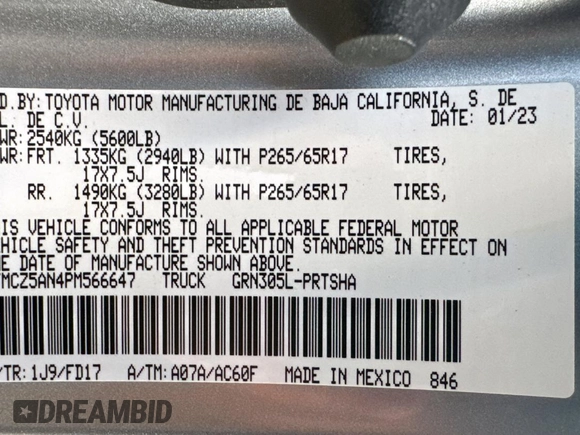 D.BY: TOYOTA MOTOR MANUFACTURING DE BAJA CALIFORNIA, S. DE
L. DE C.V. DATE: 01/23
WR: 2540KG (5600LB)
WR: FRT. 1335KG (2940LB) WITH P265/65R17 TIRES,
17X7.5J RIMS.
RR. 1490KG (3280LB) WITH P265/65R17 TIRES,
17X7.5J RIMS.
IS VEHICLE CONFORMS TO ALL APPLICABLE FEDERAL MOTOR
EHICLE SAFETY AND THEFT PREVENTION STANDARDS IN EFFECT ON
E DATE OF MANUFACTURE SHOWN ABOVE.
MCZ5AN4PM566647 TRUCK GRN305L-PRTSHA
/TR: 1J9/FD17 A/TM: A07A/AC60F MADE IN MEXICO 846
DREAMBID